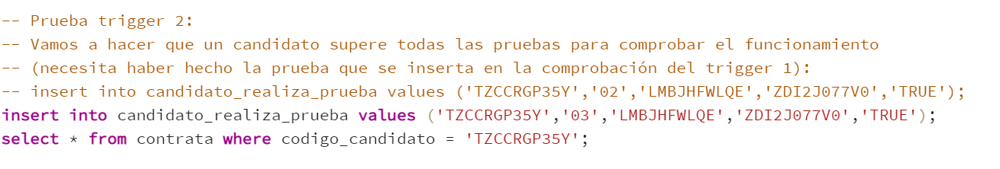 -- Prueba trigger 2:
-- Vamos a hacer que un candidato supere todas las pruebas para comprobar el funcionamiento
-- (necesita haber hecho la prueba que se inserta en la comprobación del trigger 1):
-- insert into candidato_realiza_prueba values ('TZCCRGP35Y','02','LMBJHFWLQE','ZDI2J077V0','TRUE');
insert into candidato_realiza_prueba values ('TZCCRGP35Y','03','LMBJHFWLQE','ZDI2J077V0','TRUE');
select * from contrata where codigo_candidato = 'TZCCRGP35Y';